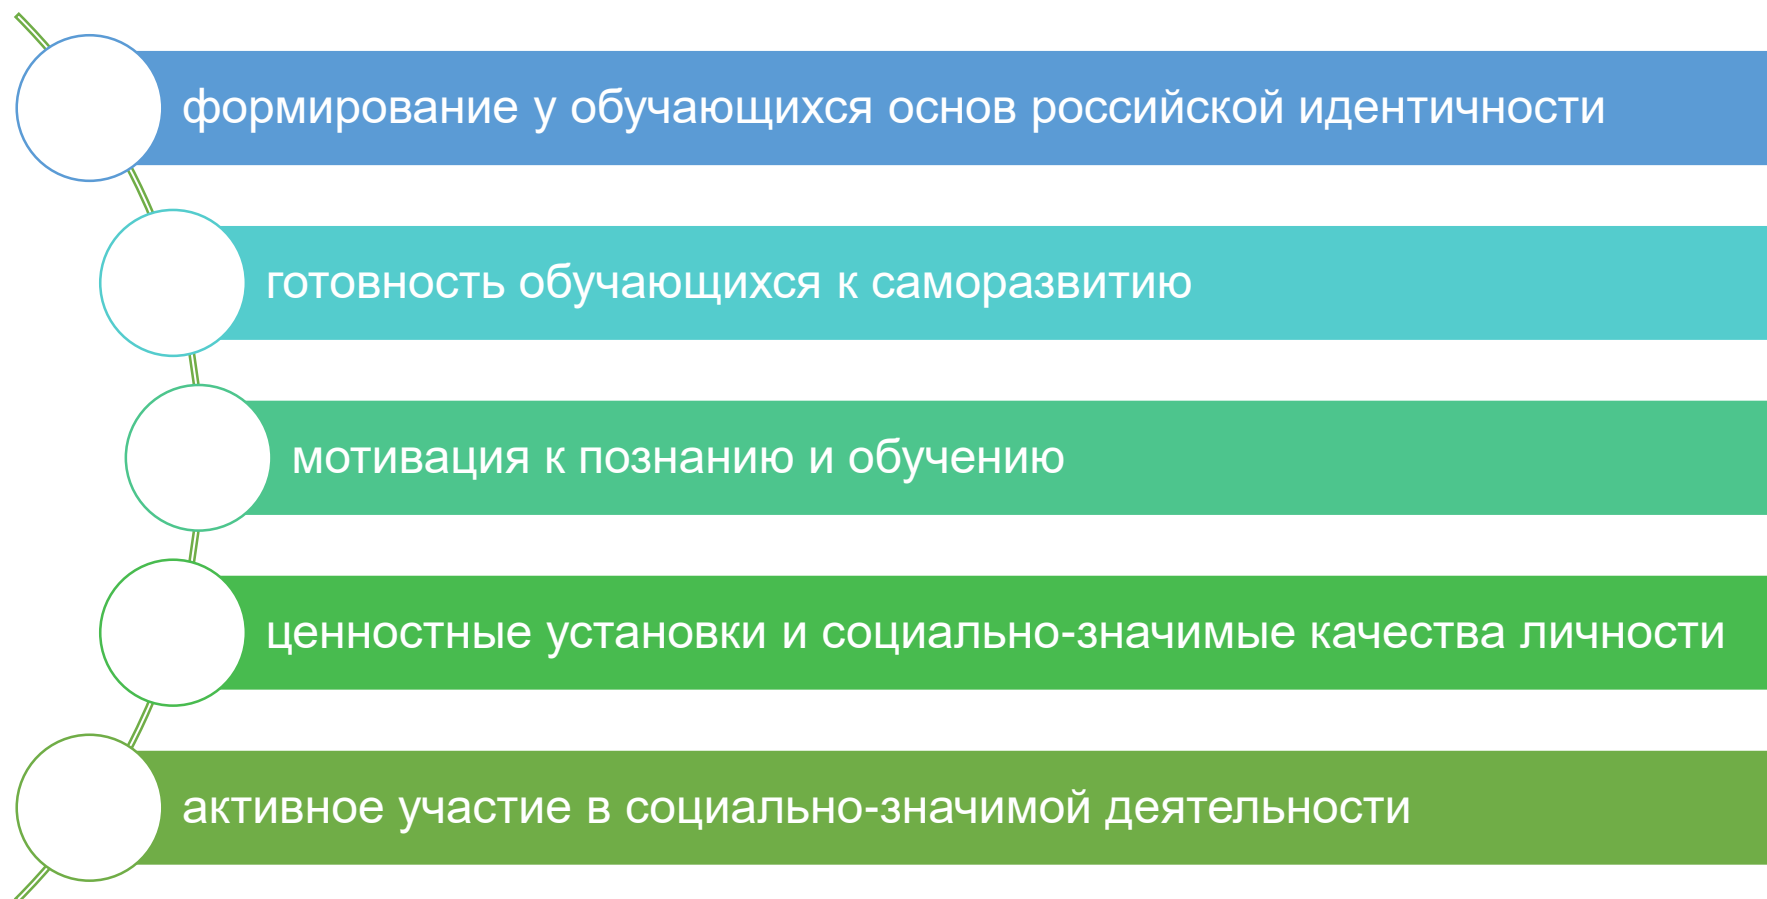 формирование у обучающихся основ российской идентичности
готовность обучающихся к саморазвитию
мотивация к познанию и обучению
ценностные установки и социально-значимые качества личности
активное участие в социально-значимой деятельности